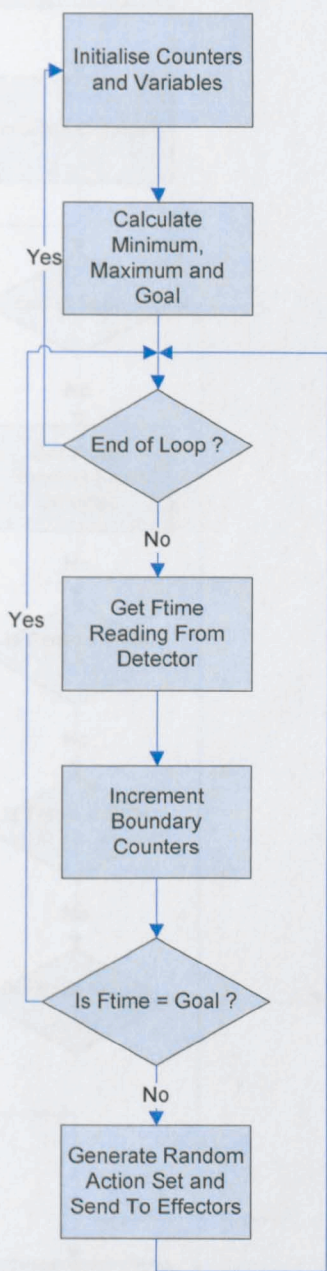 Initialise Counters
and Variables
Calculate
Minimum,
Maximum and
Goal
Yes
End of Loop ?
No
Get Ftime
Reading From
Detector
Yes
Increment
Boundary
Counters
Is Ftime = Goal ?
No
Generate Random
Action Set and
Send To Effectors